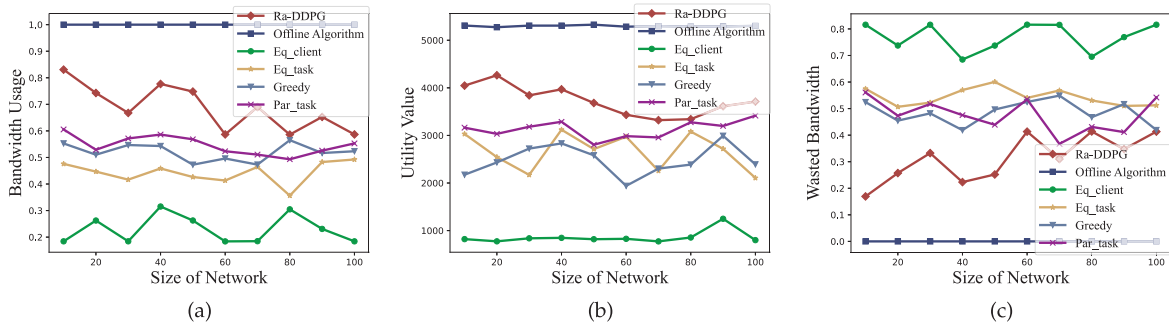 Ra-DDPG
Offline Algorithm
Eq_client
Eq_task
Greedy
Par_task
1.0
0.9
0.8
0.7
0.6
0.5
0.4
0.3
0.2
Bandwidth Usage
20 40 60 80 100
Size of Network
(a)
Ra-DDPG
Offline Algorithm
Eq_client
Eq_task
Greedy
Par_task
5000
4000
3000
2000
1000
Utility Value
20 40 60 80 100
Size of Network
(b)
0.8
0.7
0.6
0.5
0.4
0.3
0.2
0.1
0.0
Wasted Bandwidth
Ra-DDPG
Offline Algorithm
Eq_client
Eq_task
Greedy
Par_task
20 40 60 80 100
Size of Network
(c)